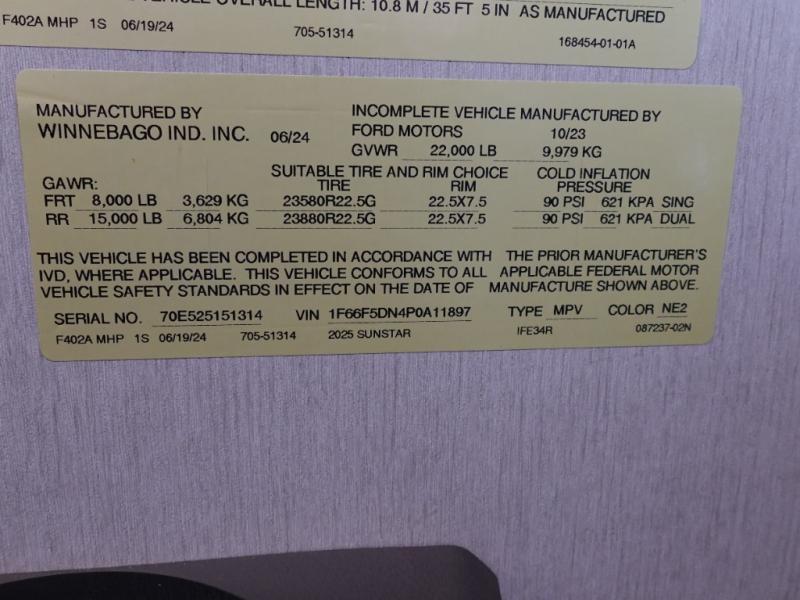 VEHICLE OVERALL LENGTH: 10.8 M / 35 FT 5 IN AS MANUFACTURED
F402A MHP 1S 06/19/24 705-51314 168454-01-01A
MANUFACTURED BY INCOMPLETE VEHICLE MANUFACTURED BY
WINNEBAGO IND. INC. 06/24 FORD MOTORS 10/23
GVWR 22,000 LB 9,979 KG
SUITABLE TIRE AND RIM CHOICE COLD INFLATION
GAWR: TIRE RIM PRESSURE
FRT 8,000 LB 3,629 KG 23580R22.5G 22.5X7.5 90 PSI 621 KPA SING
RR 15,000 LB 6,804 KG 23880R22.5G 22.5X7.5 90 PSI 621 KPA DUAL
THIS VEHICLE HAS BEEN COMPLETED IN ACCORDANCE WITH THE PRIOR MANUFACTURER'S
IVD, WHERE APPLICABLE. THIS VEHICLE CONFORMS TO ALL APPLICABLE FEDERAL MOTOR
VEHICLE SAFETY STANDARDS IN EFFECT ON THE DATE OF MANUFACTURE SHOWN ABOVE.
SERIAL NO. 70E525151314 VIN 1F66F5DN4P0A11897 TYPE MPV COLOR NE2
F402A MHP 1S 06/19/24 705-51314 2025 SUNSTAR IFE34R 087237-02N